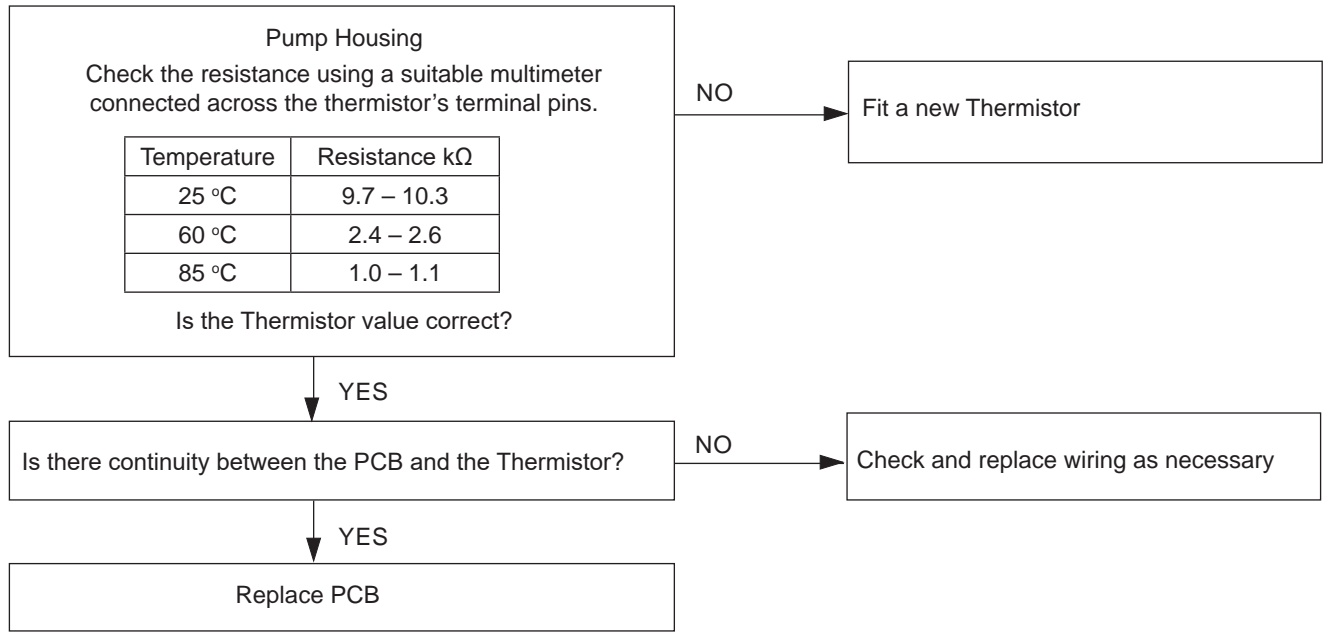 Pump Housing
Check the resistance using a suitable multimeter
connected across the thermistor’s terminal pins.
Temperature Resistance kΩ
25 ºC 9.7 – 10.3
60 ºC 2.4 – 2.6
85 ºC 1.0 – 1.1
Is the Thermistor value correct?
NO
Fit a new Thermistor
YES
Is there continuity between the PCB and the Thermistor?
NO
Check and replace wiring as necessary
YES
Replace PCB